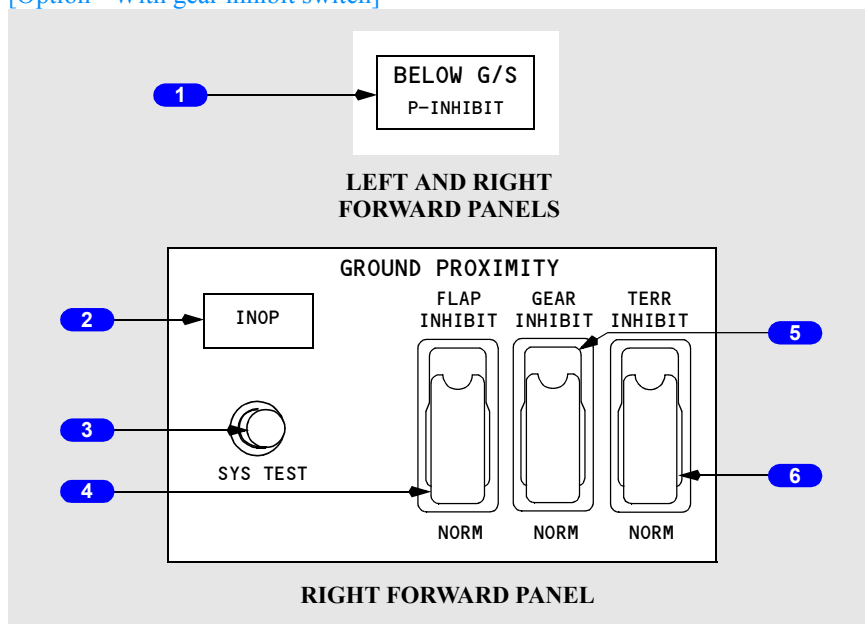 [Option - With gear inhibit switch]
BELOW G/S
P-INHIBIT
1
LEFT AND RIGHT
FORWARD PANELS
GROUND PROXIMITY
FLAP INHIBIT
GEAR INHIBIT
TERR INHIBIT
2
INOP
5
3
SYS TEST
4
6
NORM NORM NORM
RIGHT FORWARD PANEL